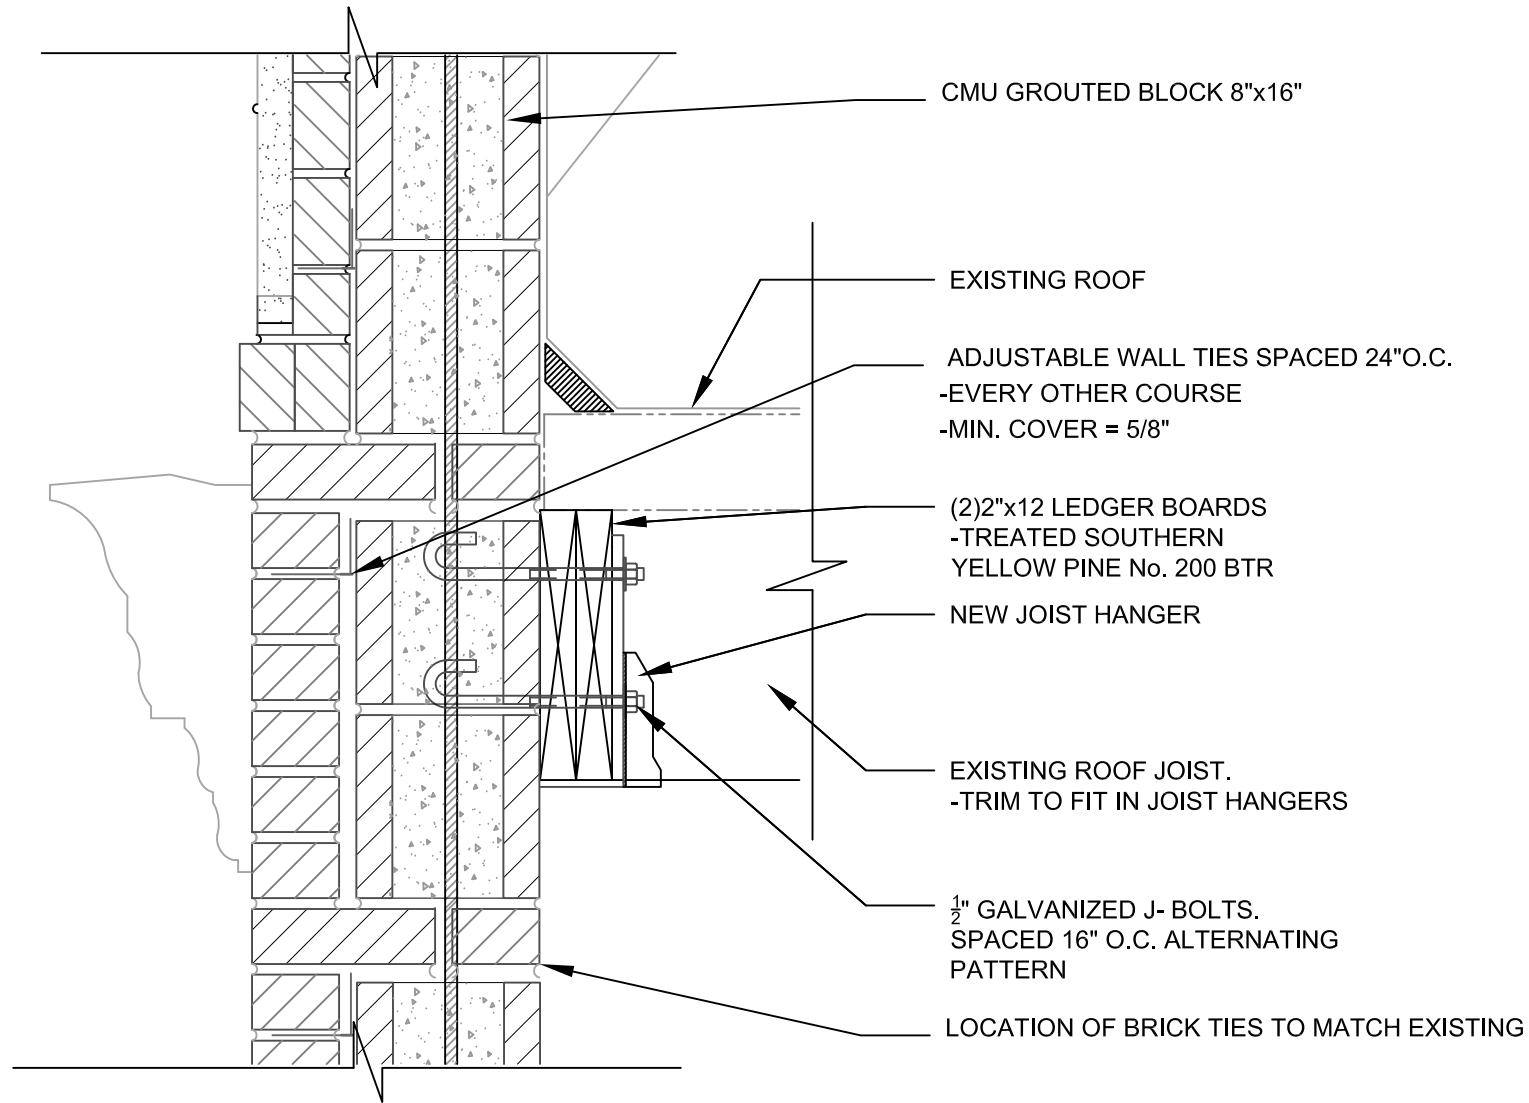 CMU GROUTED BLOCK 8"x16"
EXISTING ROOF
ADJUSTABLE WALL TIES SPACED 24"O.C.
-EVERY OTHER COURSE
-MIN. COVER = 5/8"
(2)2"x12 LEDGER BOARDS
-TREATED SOUTHERN
YELLOW PINE No. 200 BTR
NEW JOIST HANGER
EXISTING ROOF JOIST.
-TRIM TO FIT IN JOIST HANGERS
1/2" GALVANIZED J- BOLTS.
SPACED 16" O.C. ALTERNATING
PATTERN
LOCATION OF BRICK TIES TO MATCH EXISTING